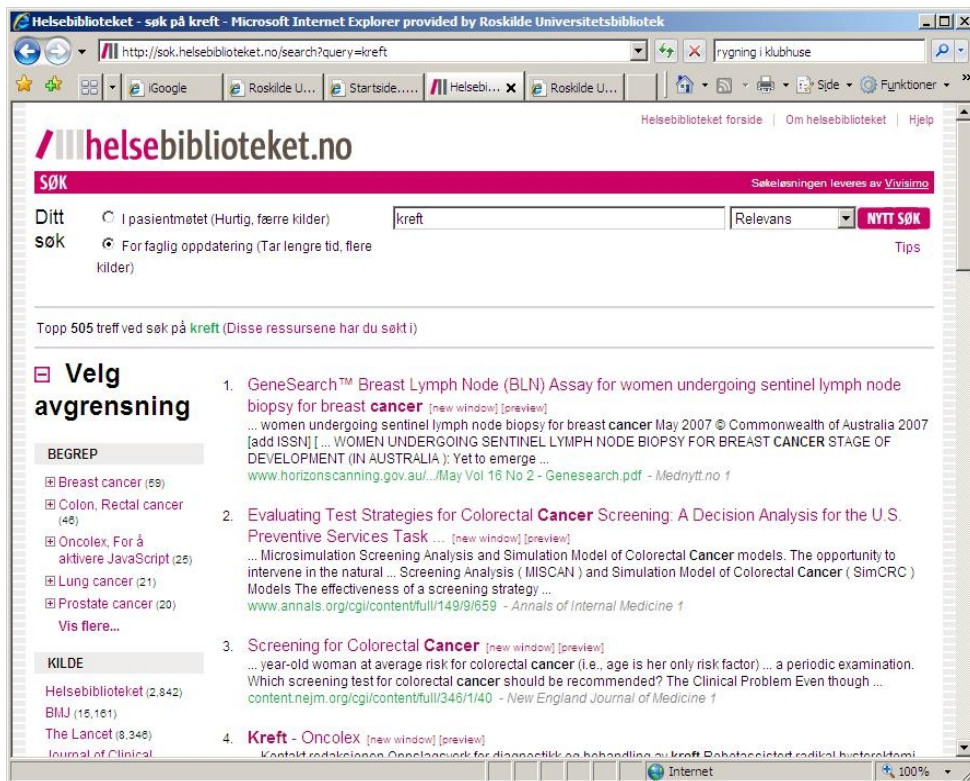 Helsebiblioteket - søk på kreft - Microsoft Internet Explorer provided by Roskilde Universitetsbibliotek
http://sok.helsebiblioteket.no/search?query=kreft
rygning i klubhuse
iGoogle
Roskilde U...
Startside.....
Helsebi...
Roskilde U...
Side
Funktioner
Helsebiblioteket forside | Om helsebiblioteket | Hjelp
helsebiblioteket.no
SØK
Søkeløsningen leveres av Vivisimo
Ditt søk
I pasientmøtet (Hurtig, færre kilder)
For faglig oppdatering (Tar lengre tid, flere
kilder)
kreft
Relevans
NYTT SØK
Tips
Topp 505 treff ved søk på kreft (Disse ressursene har du søkt i)
Velg
avgrensning
BEGREP
Breast cancer (59)
Colon, Rectal cancer
(46)
Oncolex, For å
aktivere JavaScript (25)
Lung cancer (21)
Prostate cancer (20)
Vis flere...
KILDE
Helsebiblioteket (2,842)
BMJ (15,161)
The Lancet (8,346)
Journal of Clinical
1. GeneSearch™ Breast Lymph Node (BLN) Assay for women undergoing sentinel lymph node
biopsy for breast cancer [new window] [preview]
... women undergoing sentinel lymph node biopsy for breast cancer May 2007 © Commonwealth of Australia 2007
[add ISSN] [ ... WOMEN UNDERGOING SENTINEL LYMPH NODE BIOPSY FOR BREAST CANCER STAGE OF
DEVELOPMENT (IN AUSTRALIA ): Yet to emerge ...
www.horizonscanning.gov.au/.../May Vol 16 No 2 - Genesearch.pdf - Mednytt.no 1
2. Evaluating Test Strategies for Colorectal Cancer Screening: A Decision Analysis for the U.S.
Preventive Services Task ... [new window] [preview]
... Microsimulation Screening Analysis and Simulation Model of Colorectal Cancer models. The opportunity to
intervene in the natural ... Screening Analysis ( MISCAN ) and Simulation Model of Colorectal Cancer ( SimCRC )
Models The effectiveness of a screening strategy ...
www.annals.org/cgi/content/full/149/9/659 - Annals of Internal Medicine 1
3. Screening for Colorectal Cancer [new window] [preview]
... year-old woman at average risk for colorectal cancer (i.e., age is her only risk factor) ... a periodic examination.
Which screening test for colorectal cancer should be recommended? The Clinical Problem Even though ...
content.nejm.org/cgi/content/full/346/1/40 - New England Journal of Medicine 1
4. Kreft - Oncolex [new window] [preview]
... Kontakt redaksjonen Oppslagsverk for diagnostikk og behandling av kreft Robotassistert radikal hysterektomi
Internet
100%